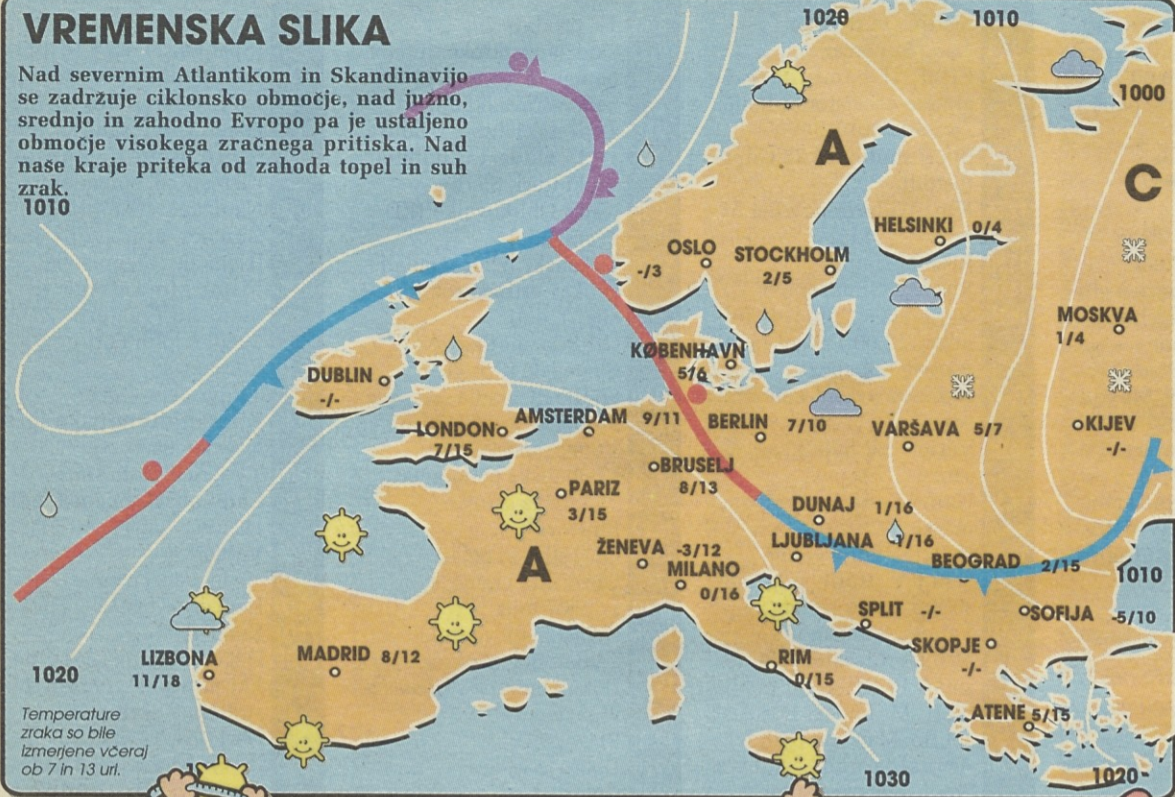 VREMENSKA SLIKA
Nad severnim Atlantikom in Skandinavijo
se zadržuje ciklonsko območje, nad južno,
srednjo in zahodno Evropo pa je ustaljeno
območje visokega zračnega pritiska. Nad
naše kraje priteka od zahoda topel in suh
zrak.
1010
1020
1010
1000
A
C
HELSINKI 0/4
OSLO
-/3
STOCKHOLM
2/5
MOSKVA
1/4
KØBENHAVN
5/6
DUBLIN
-/-
AMSTERDAM 9/11
BERLIN 7/10
VARŠAVA 5/7
KIJEV
-/-
LONDON
7/15
BRUSELJ
8/13
PARIZ
3/15
DUNAJ 1/16
LJUBLJANA -1/16
ŽENEVA -3/12
A
MILANO
0/16
BEOGRAD 2/15
1010
SPLIT -/-
SOFIJA -5/10
SKOPJE
-/-
LIZBONA
11/18
MADRID 8/12
RIM
0/15
1020
ATENE 5/15
Temperature
zraka so bile
izmerjene včeraj
ob 7 in 13 uri.
1030
1020